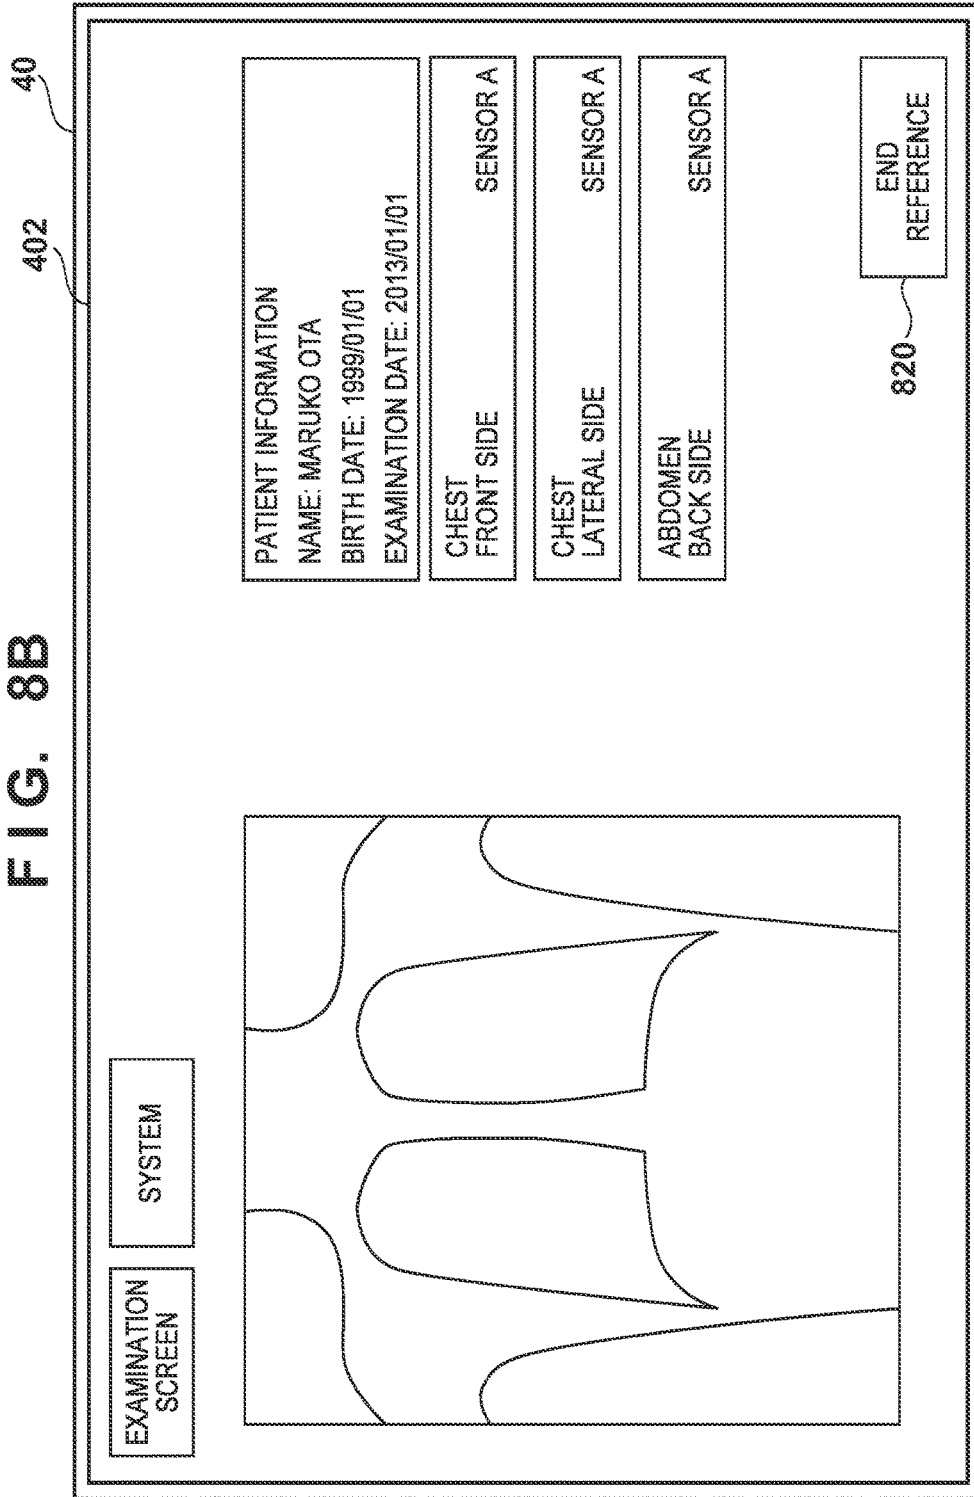 FIG. 8B
40
402
EXAMINATION
SCREEN
SYSTEM
PATIENT INFORMATION
NAME: MARUKO OTA
BIRTH DATE: 1999/01/01
EXAMINATION DATE: 2013/01/01
CHEST
FRONT SIDE SENSOR A
CHEST
LATERAL SIDE SENSOR A
ABDOMEN
BACK SIDE SENSOR A
820
END
REFERENCE